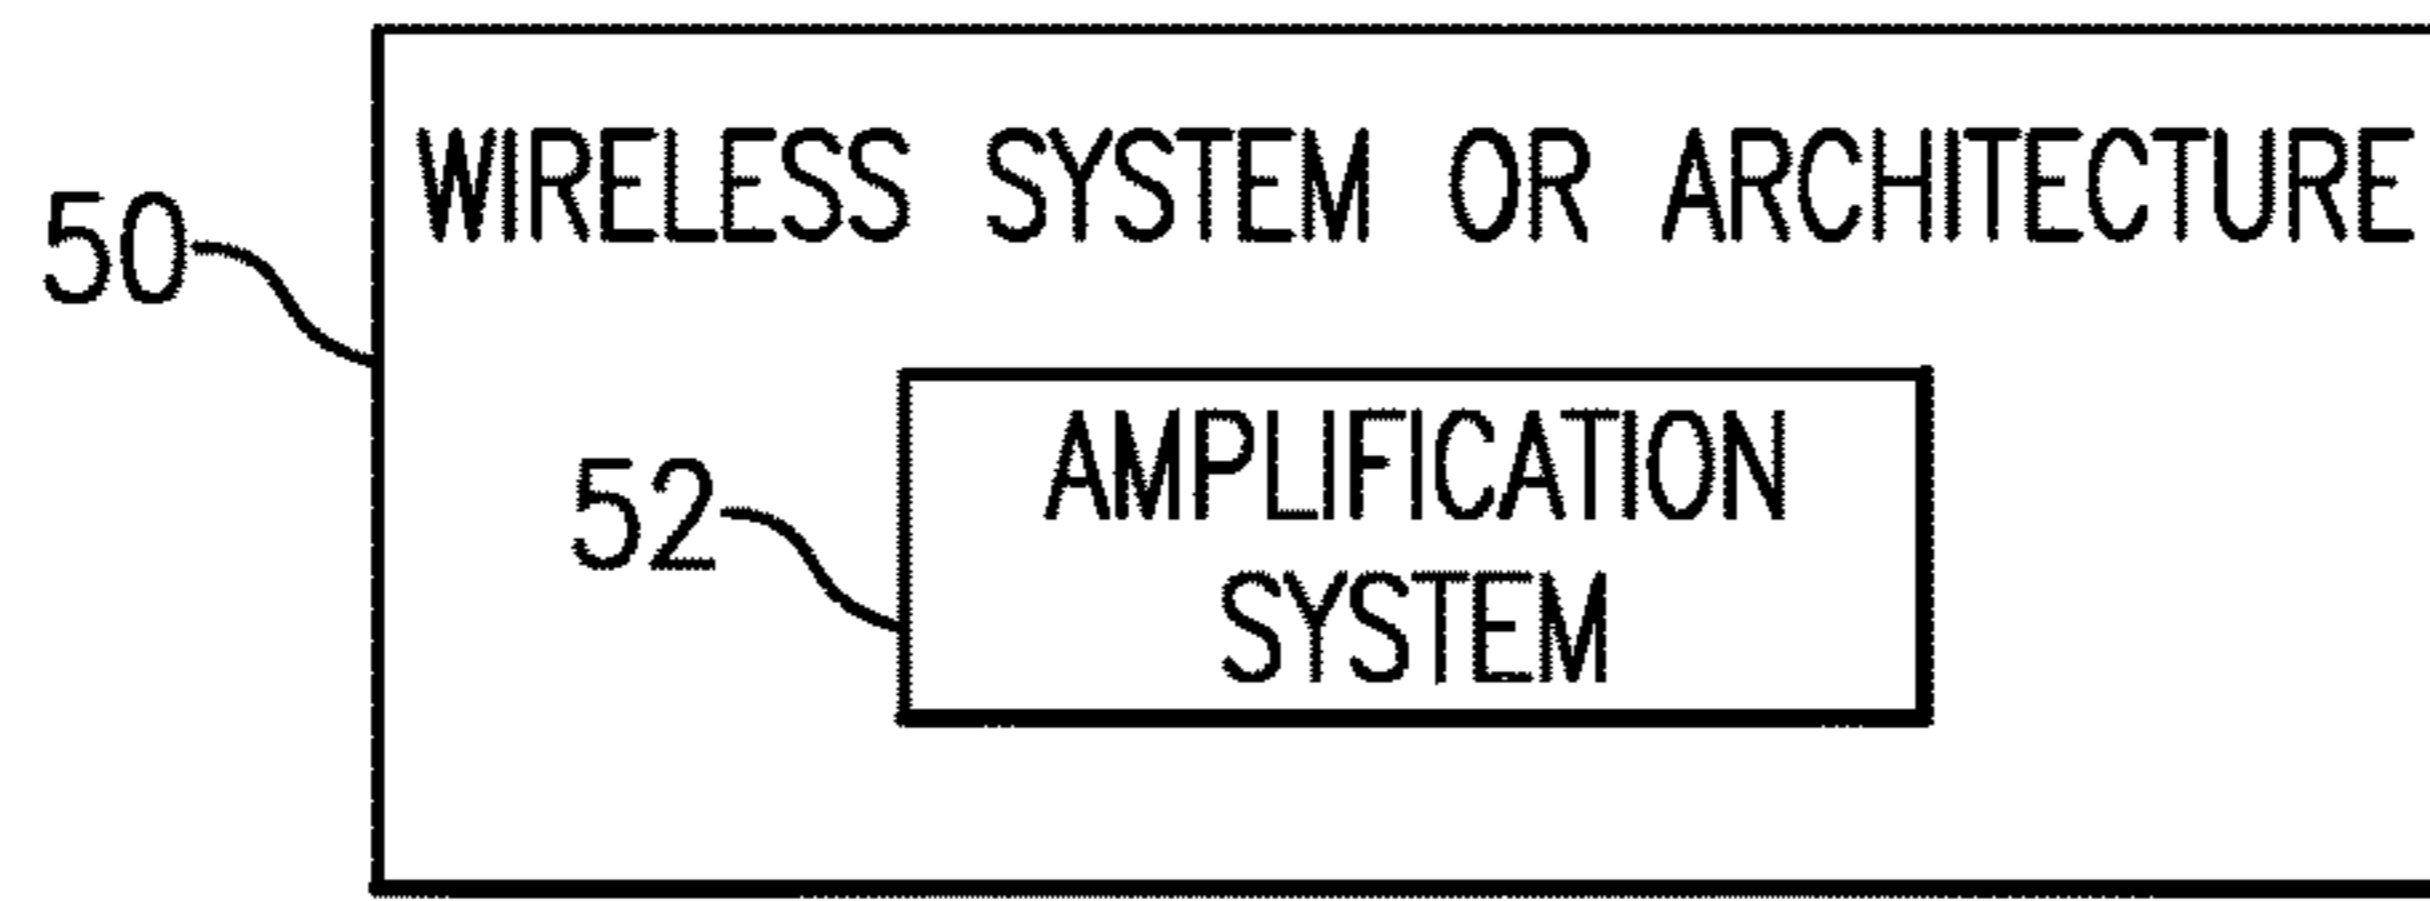 WIRELESS SYSTEM OR ARCHITECTURE
50
AMPLIFICATION
52
SYSTEM